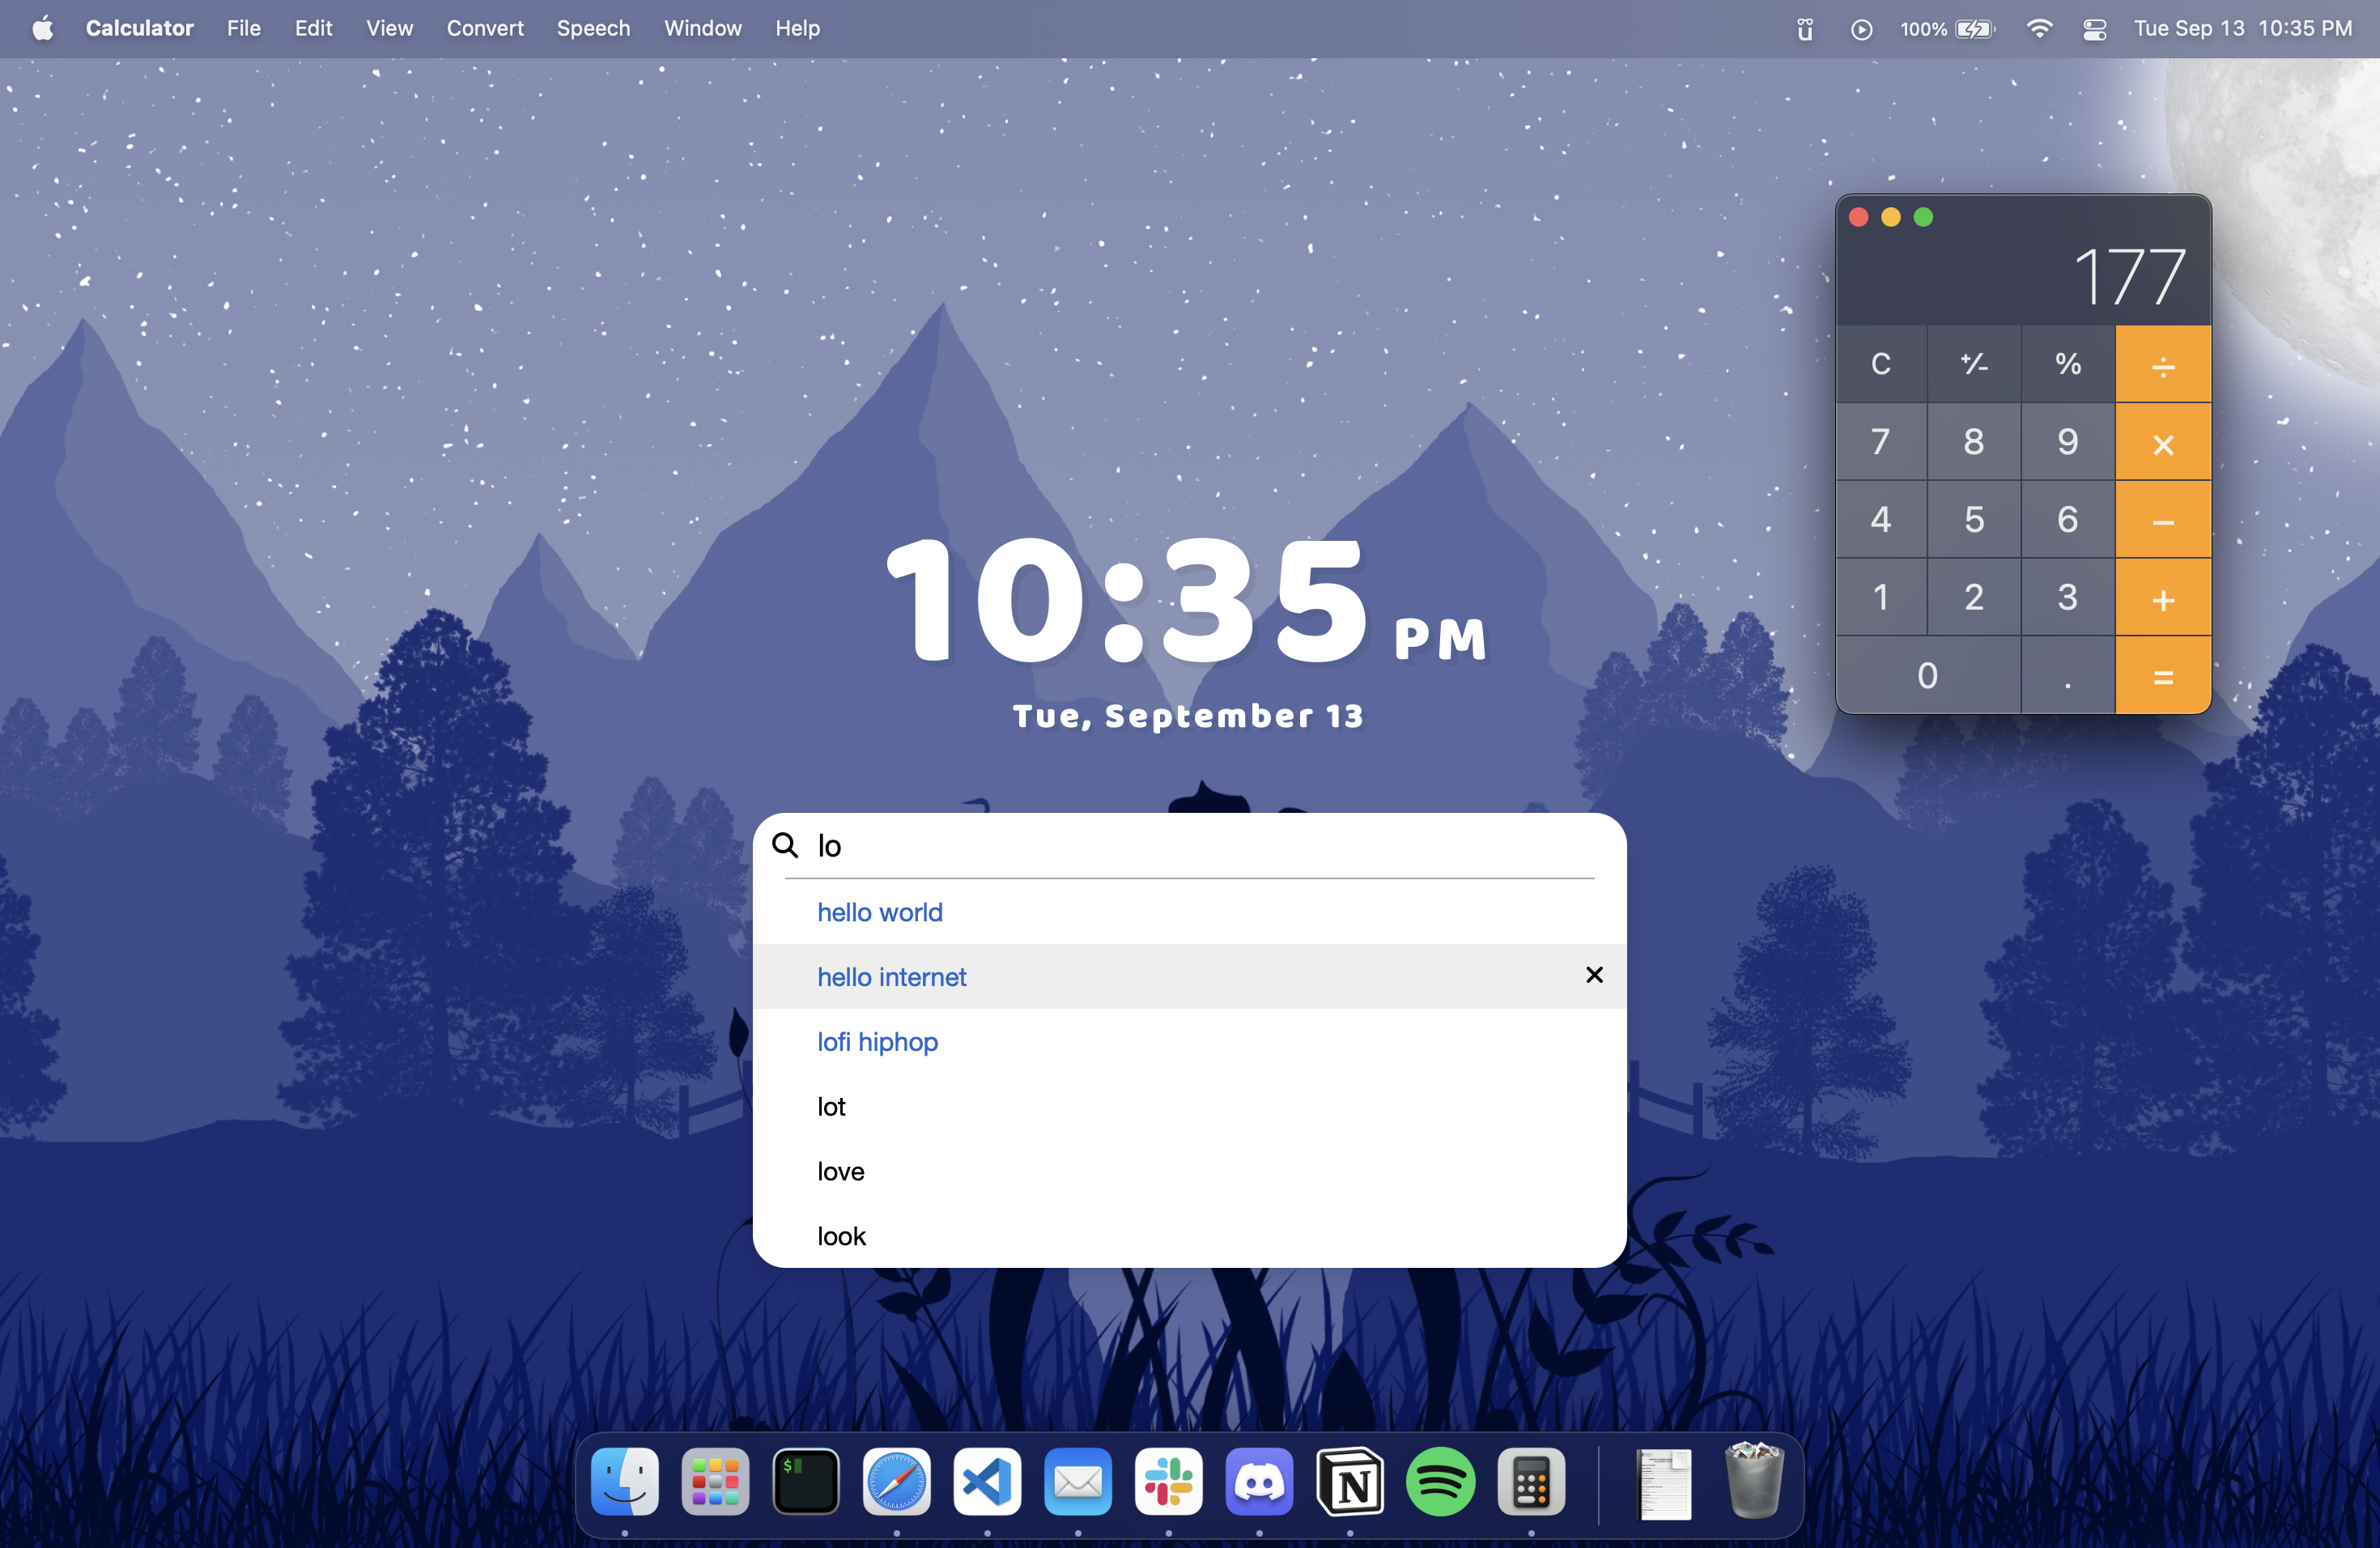 Calculator File Edit View Convert Speech Window Help 100% Tue Sep 13 10:35 PM
177
C ⁺⁄₋ % ÷
7 8 9 ×
4 5 6 −
1 2 3 +
0 . =
10:35 PM
Tue, September 13
lo
hello world
hello internet
lofi hiphop
lot
love
look
$
N